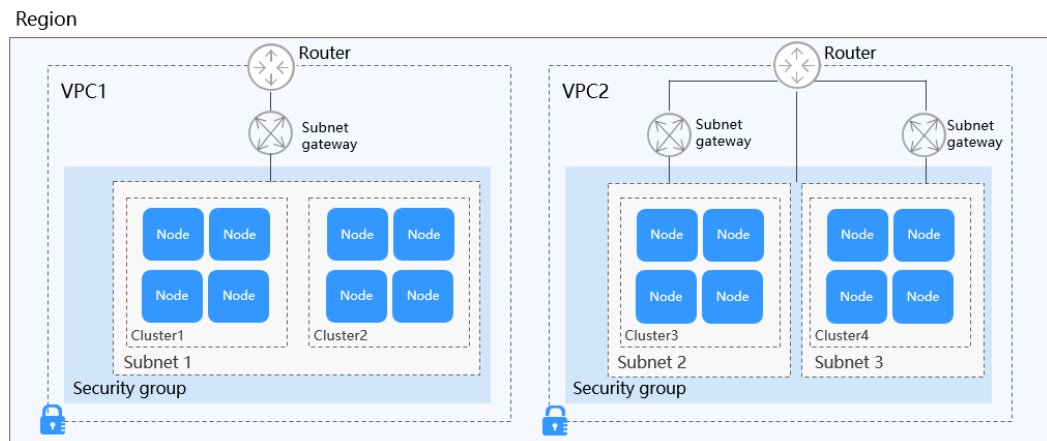 Region
Router
VPC1
Subnet
gateway
Node Node Node Node
Node Node Node Node
Cluster1 Cluster2
Subnet 1
Security group
Router
VPC2
Subnet
gateway
Subnet
gateway
Node Node Node Node
Node Node Node Node
Cluster3 Cluster4
Subnet 2 Subnet 3
Security group